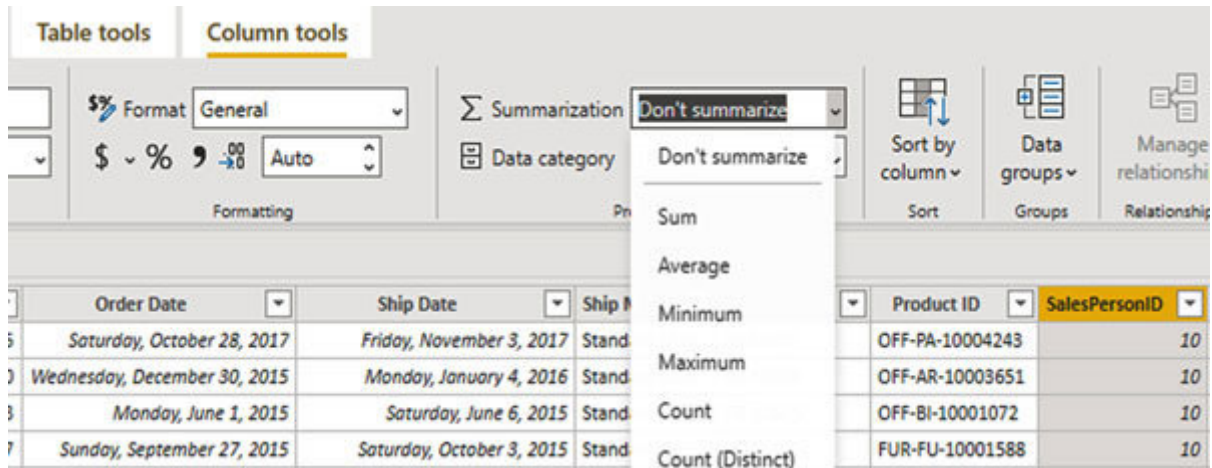 Table tools Column tools
$% Format General Σ Summarization Don't summarize
$ % 9 .00 Auto Data category Don't summarize Sort by column Data groups Manage
Formatting Sum Sort Groups
Average
Order Date Ship Date Product ID SalesPersonID
Minimum
Saturday, October 28, 2017 Friday, November 3, 2017 OFF-PA-10004243 10
Maximum
Wednesday, December 30, 2015 Monday, January 4, 2016 OFF-AR-10003651 10
Count
Monday, June 1, 2015 Saturday, June 6, 2015 OFF-BI-10001072 10
Count (Distinct)
Sunday, September 27, 2015 Saturday, October 3, 2015 FUR-FU-10001588 10